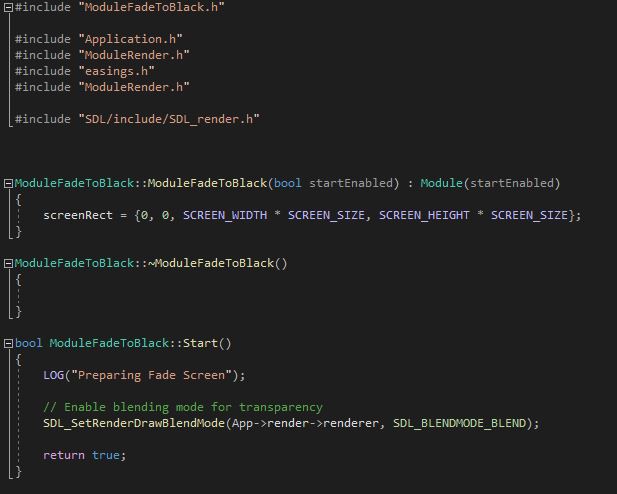 #include "ModuleFadeToBlack.h"
#include "Application.h"
#include "ModuleRender.h"
#include "easings.h"
#include "ModuleRender.h"
#include "SDL/include/SDL_render.h"
ModuleFadeToBlack::ModuleFadeToBlack(bool startEnabled) : Module(startEnabled)
{
screenRect = {0, 0, SCREEN_WIDTH * SCREEN_SIZE, SCREEN_HEIGHT * SCREEN_SIZE};
}
ModuleFadeToBlack::~ModuleFadeToBlack()
{
}
bool ModuleFadeToBlack::Start()
{
LOG("Preparing Fade Screen");
// Enable blending mode for transparency
SDL_SetRenderDrawBlendMode(App->render->renderer, SDL_BLENDMODE_BLEND);
return true;
}